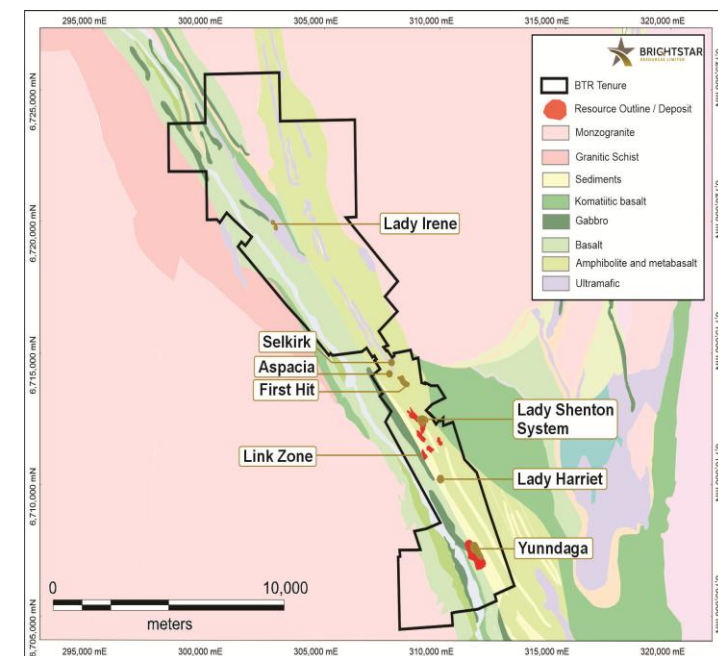 295,000 mE 300,000 mE 305,000 mE 310,000 mE 315,000 mE 320,000 mE
BRIGHTSTAR
RESOURCES LIMITED
BTR Tenure
Resource Outline / Deposit
Monzogranite
Granitic Schist
Sediments
Komatiitic basalt
Gabbro
Basalt
Amphibolite and metabasalt
Ultramafic
6,725,000 mN
6,720,000 mN
Lady Irene
6,715,000 mN
Selkirk
Aspacia
First Hit
Lady Shenton
System
Link Zone
6,710,000 mN
Lady Harriet
Yunndaga
0 10,000
meters
6,705,000 mN
295,000 mE 300,000 mE 305,000 mE 310,000 mE 315,000 mE 320,000 mE